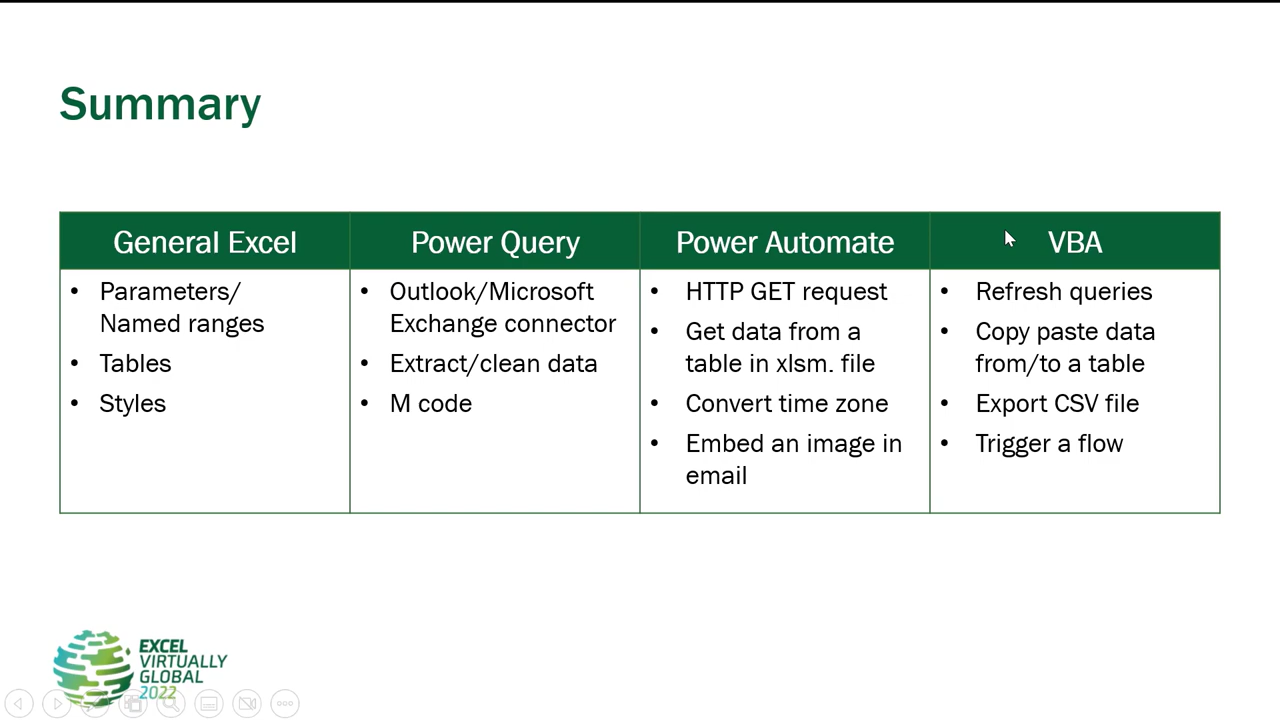 Summary
General Excel
Power Query
Power Automate
VBA
• Parameters/
Named ranges
• Tables
• Styles
• Outlook/Microsoft
Exchange connector
• Extract/clean data
• M code
• HTTP GET request
• Get data from a
table in xlsm. file
• Convert time zone
• Embed an image in
email
• Refresh queries
• Copy paste data
from/to a table
• Export CSV file
• Trigger a flow
EXCEL
VIRTUALLY
GLOBAL
2022